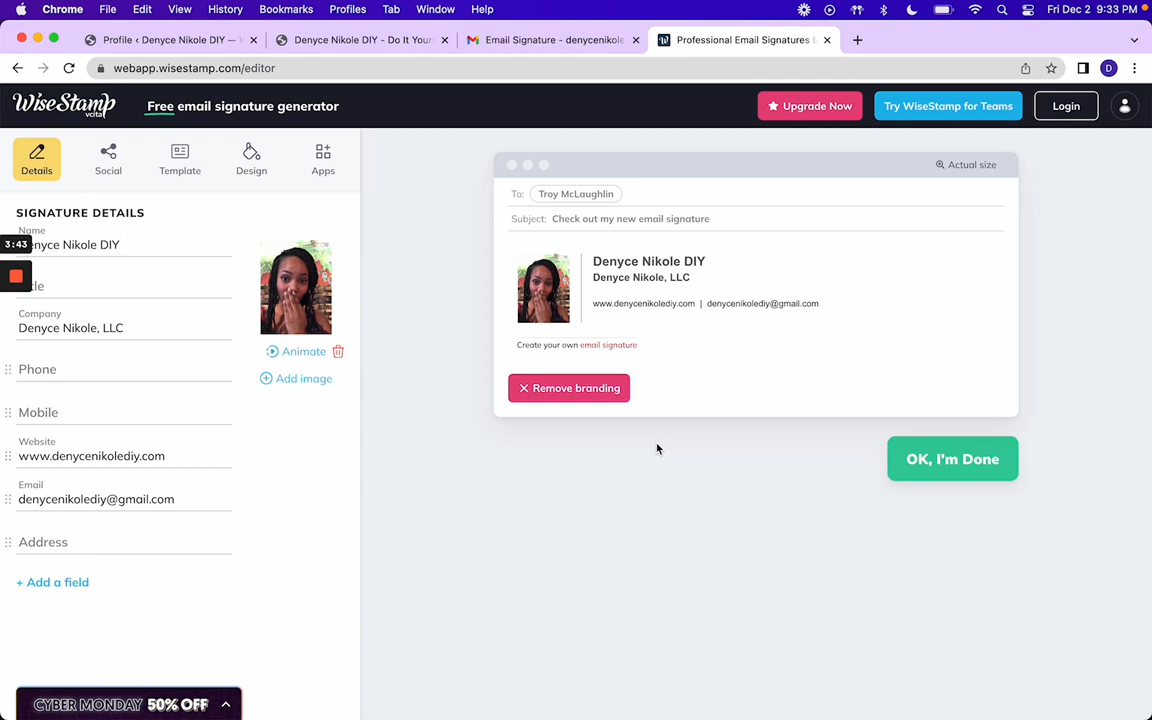 Chrome File Edit View History Bookmarks Profiles Tab Window Help Fri Dec 2 9:33 PM
Profile ‹ Denyce Nikole DIY —
Denyce Nikole DIY - Do It Your
Email Signature - denycenikole
Professional Email Signatures
webapp.wisestamp.com/editor
D
WiseStamp
vcita
Free email signature generator
Upgrade Now
Try WiseStamp for Teams
Login
Details
Social
Template
Design
Apps
SIGNATURE DETAILS
Name
enyce Nikole DIY
3:43
Company
Denyce Nikole, LLC
Phone
Mobile
Website
www.denycenikolediy.com
Email
denycenikolediy@gmail.com
Address
+ Add a field
Animate
Add image
CYBER MONDAY 50% OFF
Actual size
To: Troy McLaughlin
Subject: Check out my new email signature
Denyce Nikole DIY
Denyce Nikole, LLC
www.denycenikolediy.com | denycenikolediy@gmail.com
Create your own email signature
Remove branding
OK, I'm Done